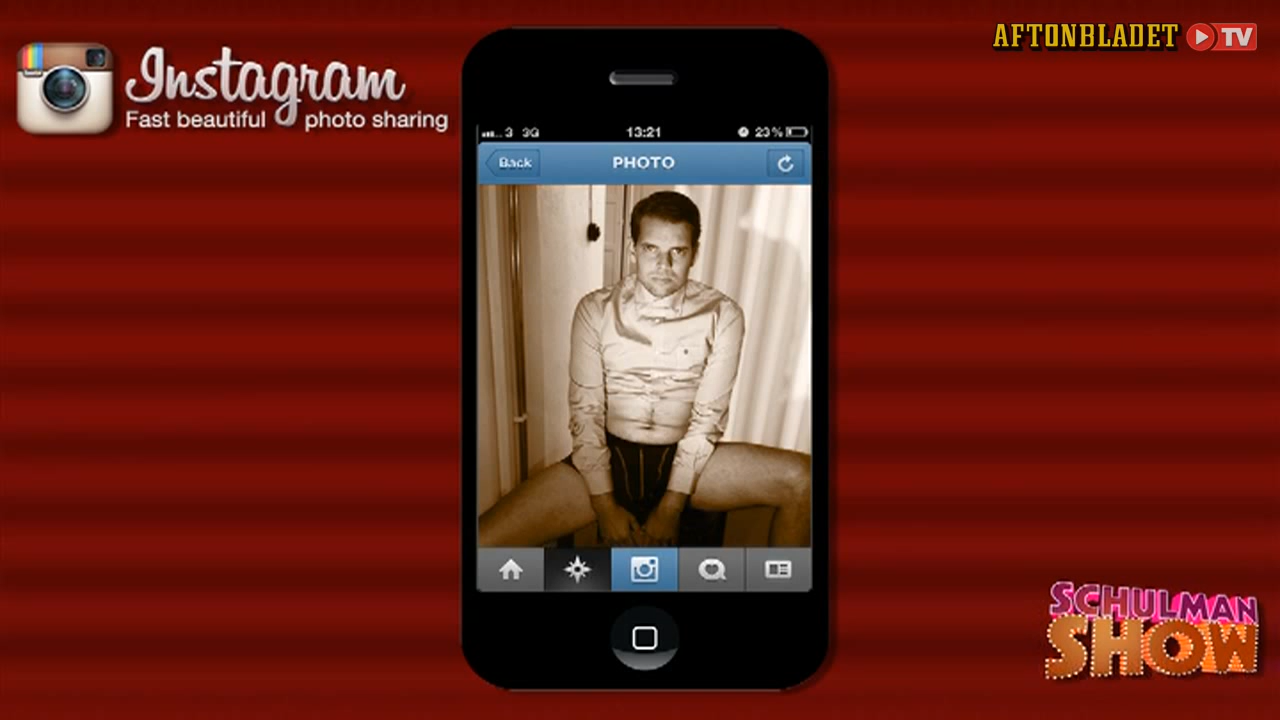 AFTONBLADET TV
Instagram
Fast beautiful photo sharing
3 3G 13:21 23%
Back PHOTO
SCHULMAN
SHOW